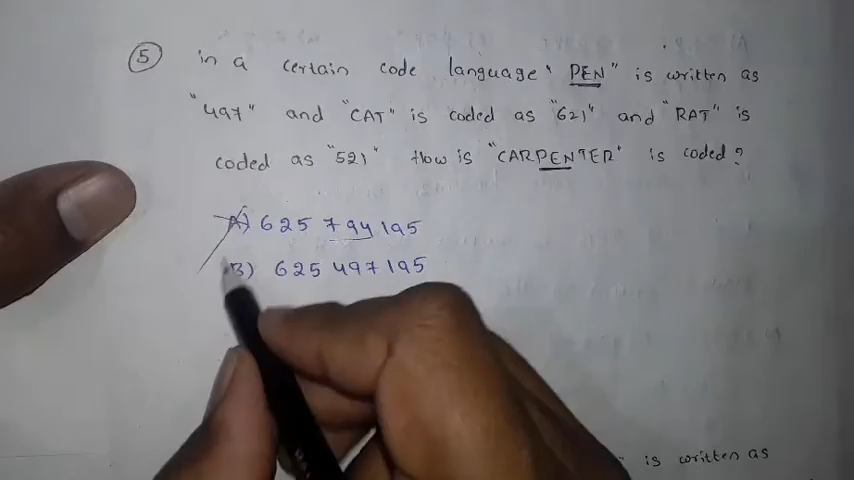 5 in a certain code language " PEN " is written as
"497" and "CAT" is coded as "621" and "RAT" is
coded as "521" How is "CARPENTER" is coded ?
A) 625 794 195
B) 625 497 195
" is written as